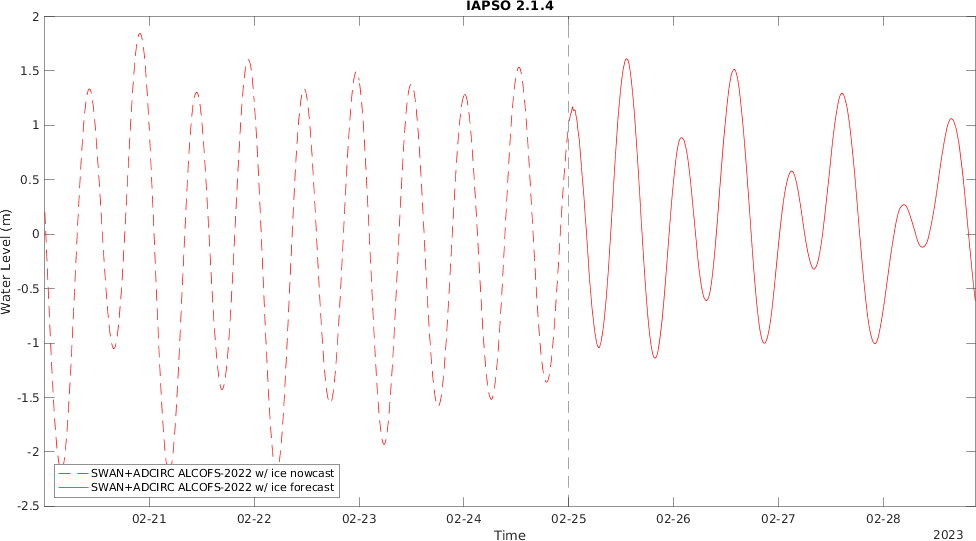 IAPSO 2.1.4
2
1.5
1
0.5
0
-0.5
-1
-1.5
-2
-2.5
Water Level (m)
SWAN+ADCIRC ALCOFS-2022 w/ ice nowcast
SWAN+ADCIRC ALCOFS-2022 w/ ice forecast
02-21 02-22 02-23 02-24 02-25 02-26 02-27 02-28
Time
2023